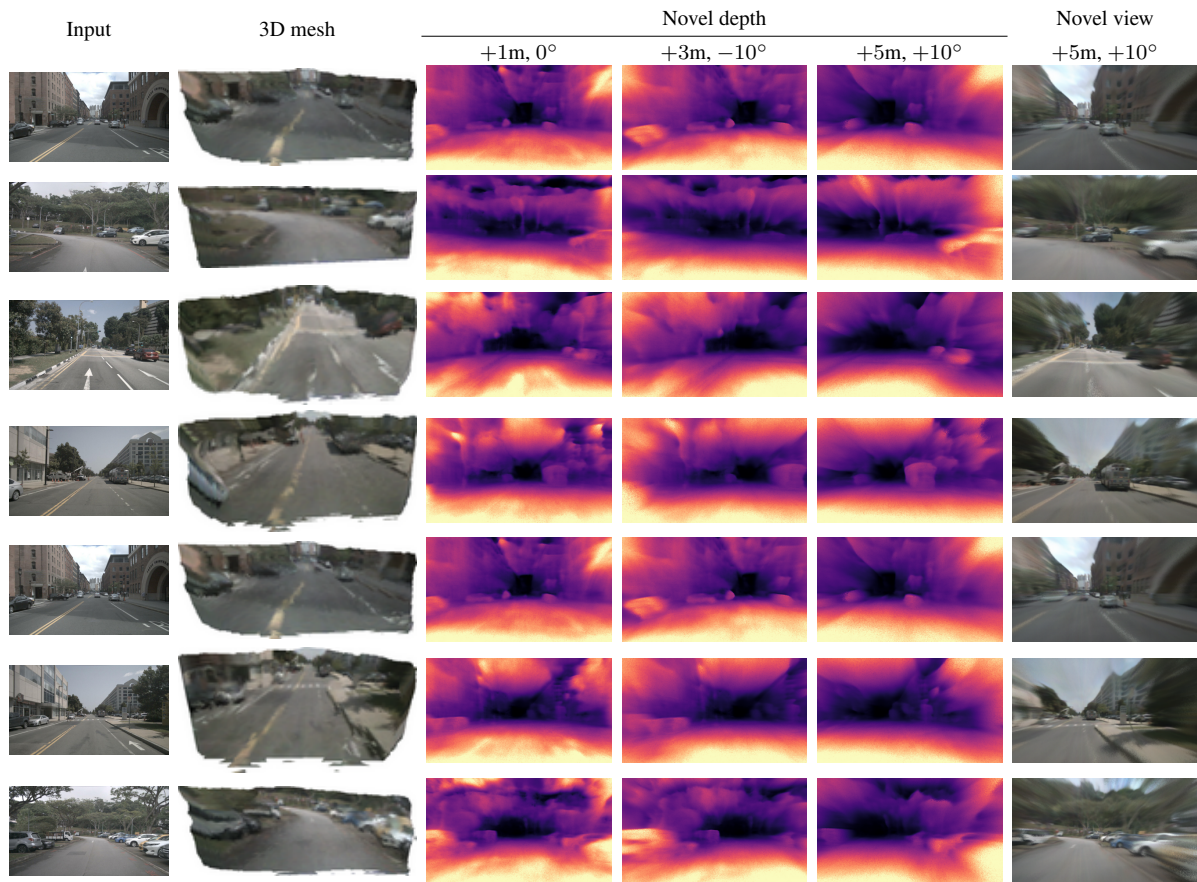 Input
3D mesh
Novel depth
Novel view
+1m, 0°
+3m, −10°
+5m, +10°
+5m, +10°